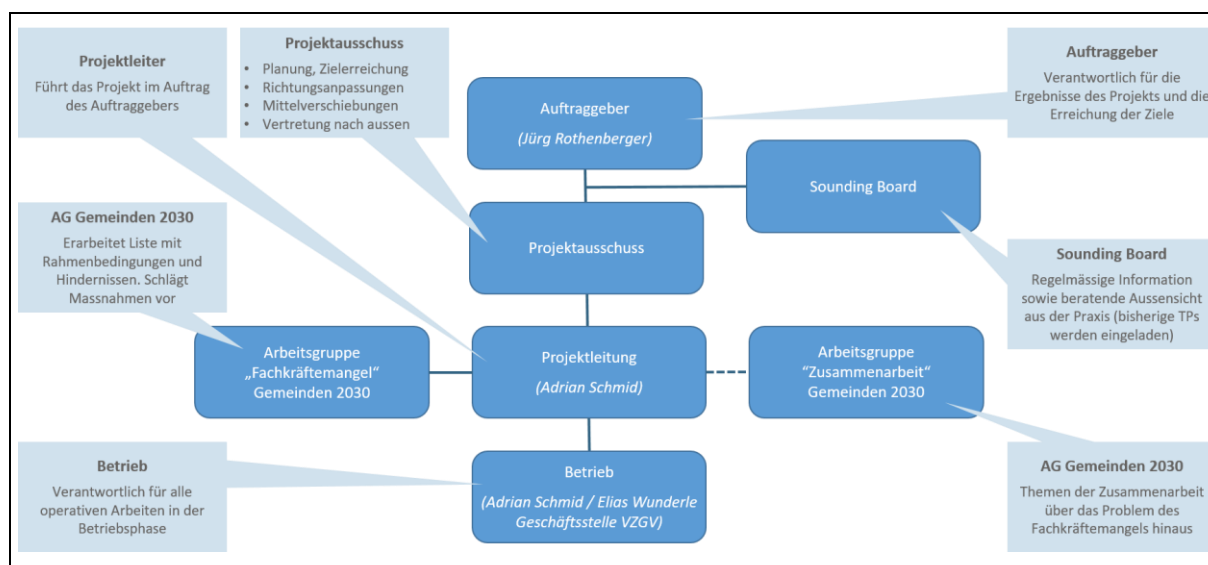 Projektleiter
Führt das Projekt im Auftrag
des Auftraggebers
Projektausschuss
• Planung, Zielerreichung
• Richtungsanpassungen
• Mittelverschiebungen
• Vertretung nach aussen
Auftraggeber
(Jürg Rothenberger)
Auftraggeber
Verantwortlich für die
Ergebnisse des Projekts und die
Erreichung der Ziele
Sounding Board
AG Gemeinden 2030
Erarbeitet Liste mit
Rahmenbedingungen und
Hindernissen. Schlägt
Massnahmen vor
Projektausschuss
Sounding Board
Regelmässige Information
sowie beratende Aussensicht
aus der Praxis (bisherige TPs
werden eingeladen)
Arbeitsgruppe
„Fachkräftemangel“
Gemeinden 2030
Projektleitung
(Adrian Schmid)
Arbeitsgruppe
“Zusammenarbeit“
Gemeinden 2030
Betrieb
Verantwortlich für alle
operativen Arbeiten in der
Betriebsphase
Betrieb
(Adrian Schmid / Elias Wunderle
Geschäftsstelle VZGV)
AG Gemeinden 2030
Themen der Zusammenarbeit
über das Problem des
Fachkräftemangels hinaus